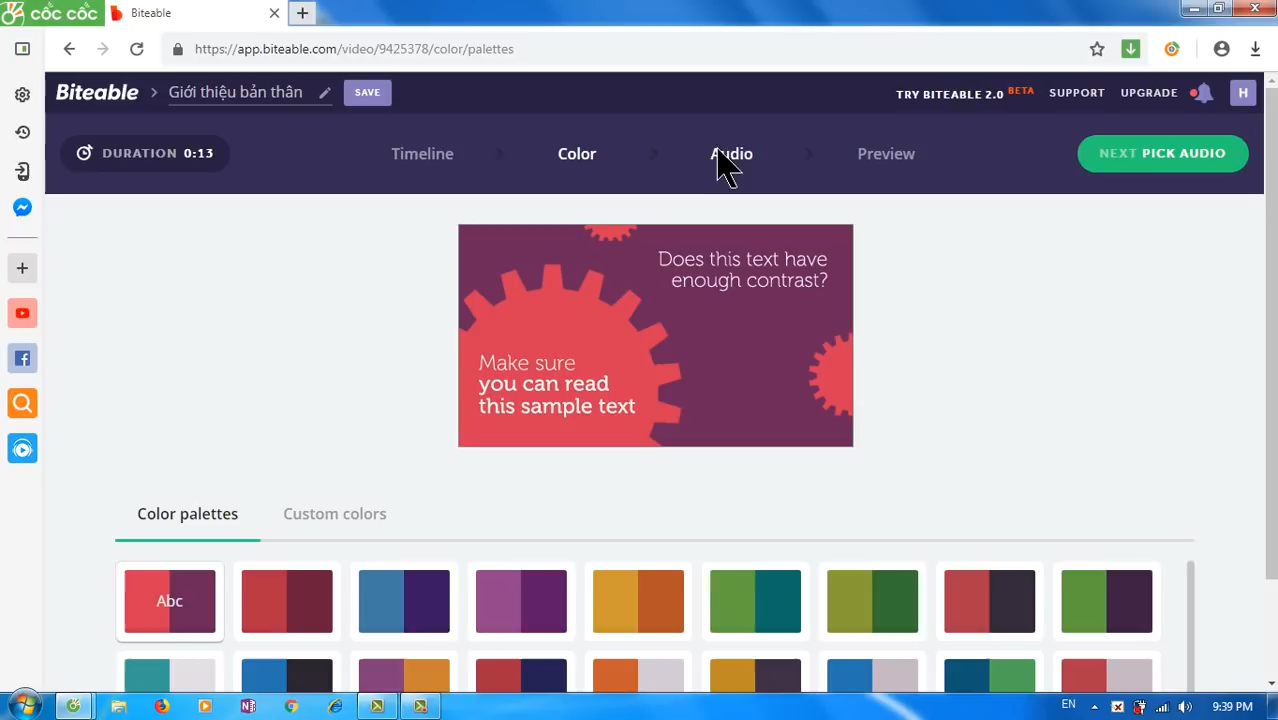 cốc cốc
Biteable
https://app.biteable.com/video/9425378/color/palettes
Biteable > Giới thiệu bản thân SAVE TRY BITEABLE 2.0 BETA SUPPORT UPGRADE H
DURATION 0:13 Timeline Color Audio Preview NEXT PICK AUDIO
Does this text have
enough contrast?
Make sure
you can read
this sample text
Color palettes Custom colors
Abc
EN 9:39 PM